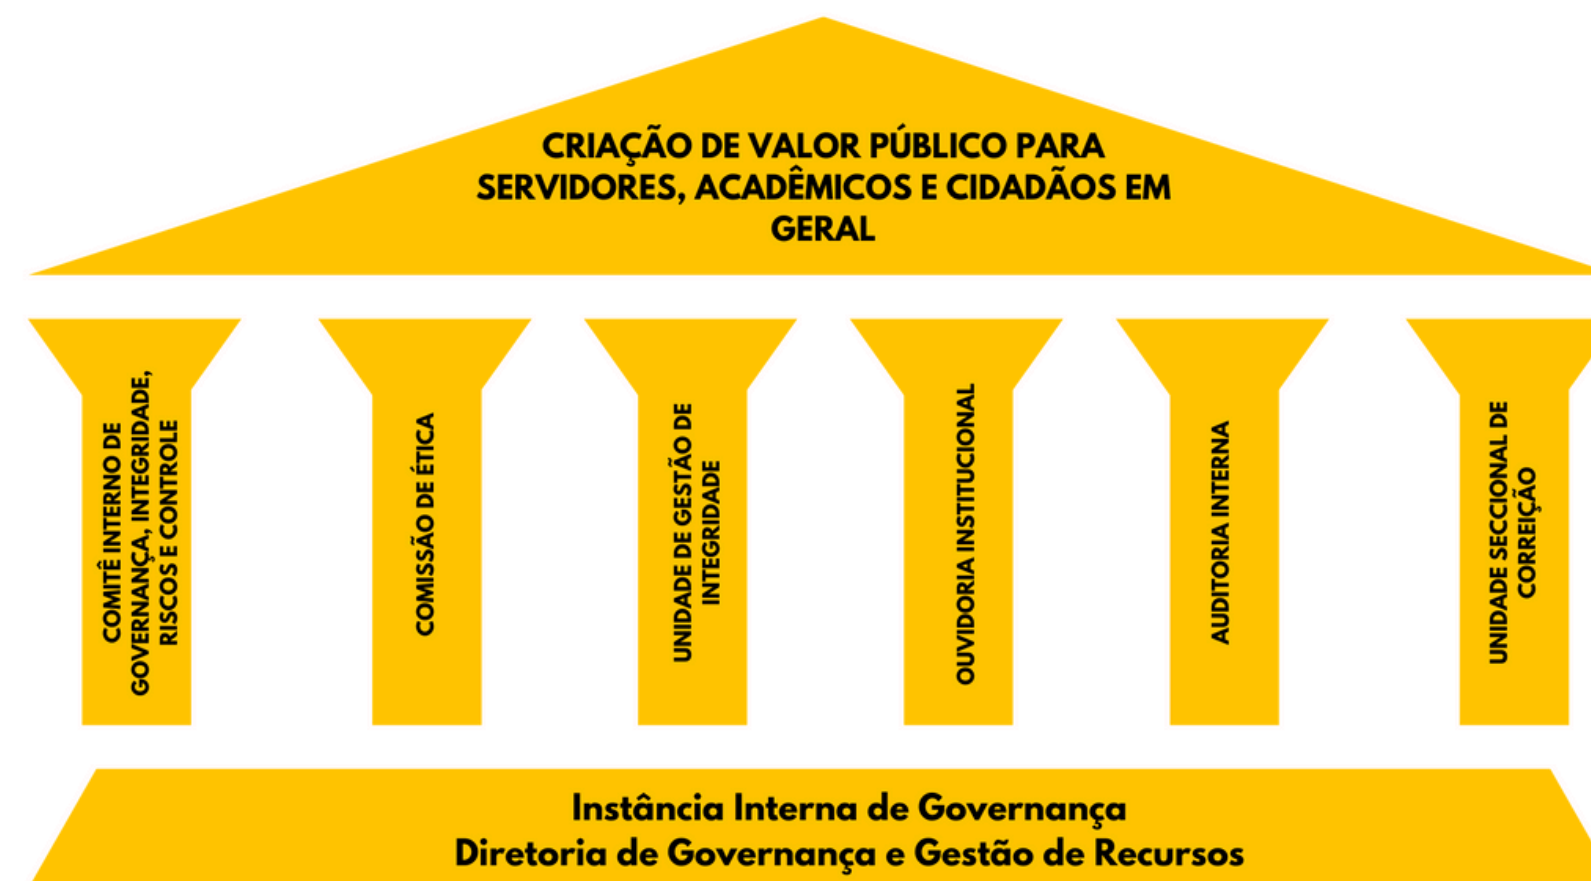 CRIAÇÃO DE VALOR PÚBLICO PARA
SERVIDORES, ACADÊMICOS E CIDADÃOS EM
GERAL
COMITÊ INTERNO DE
GOVERNANÇA, INTEGRIDADE,
RISCOS E CONTROLE
COMISSÃO DE ÉTICA
UNIDADE DE GESTÃO DE
INTEGRIDADE
OUVIDORIA INSTITUCIONAL
AUDITORIA INTERNA
UNIDADE SECCIONAL DE
CORREIÇÃO
Instância Interna de Governança
Diretoria de Governança e Gestão de Recursos